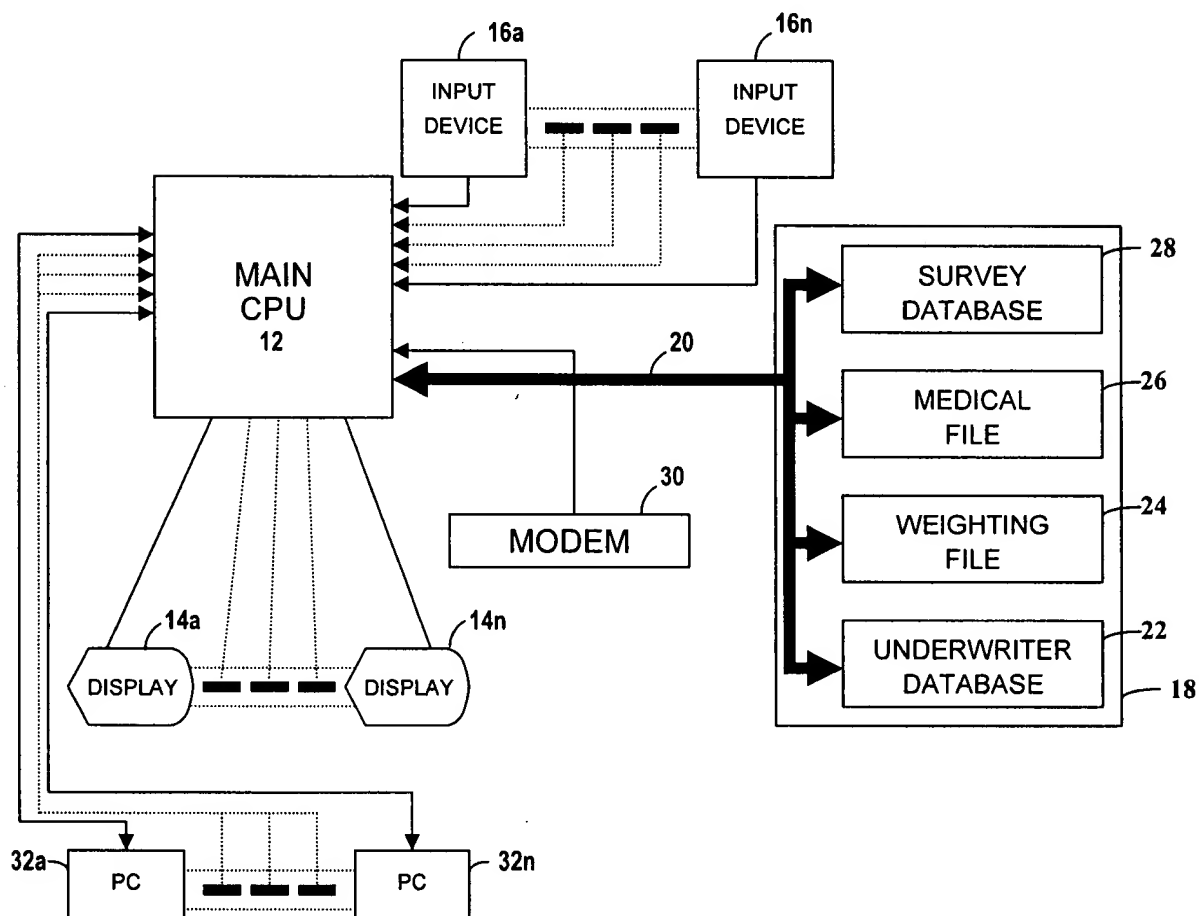 16a
16n
INPUT
DEVICE
INPUT
DEVICE
MAIN
CPU
12
SURVEY
DATABASE
28
20
MEDICAL
FILE
26
30
MODEM
WEIGHTING
FILE
24
14a
14n
DISPLAY
DISPLAY
UNDERWRITER
DATABASE
22
18
32a
PC
PC
32n